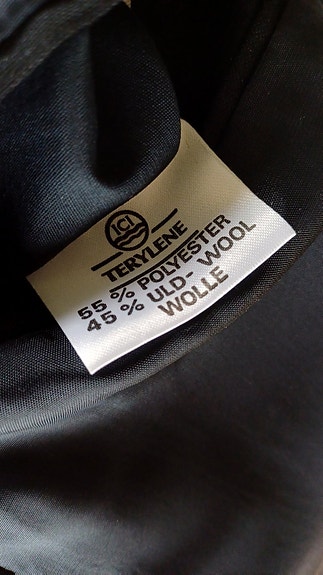 ICI
TERYLENE
55 % POLYESTER
45 % ULD - WOOL
WOLLE